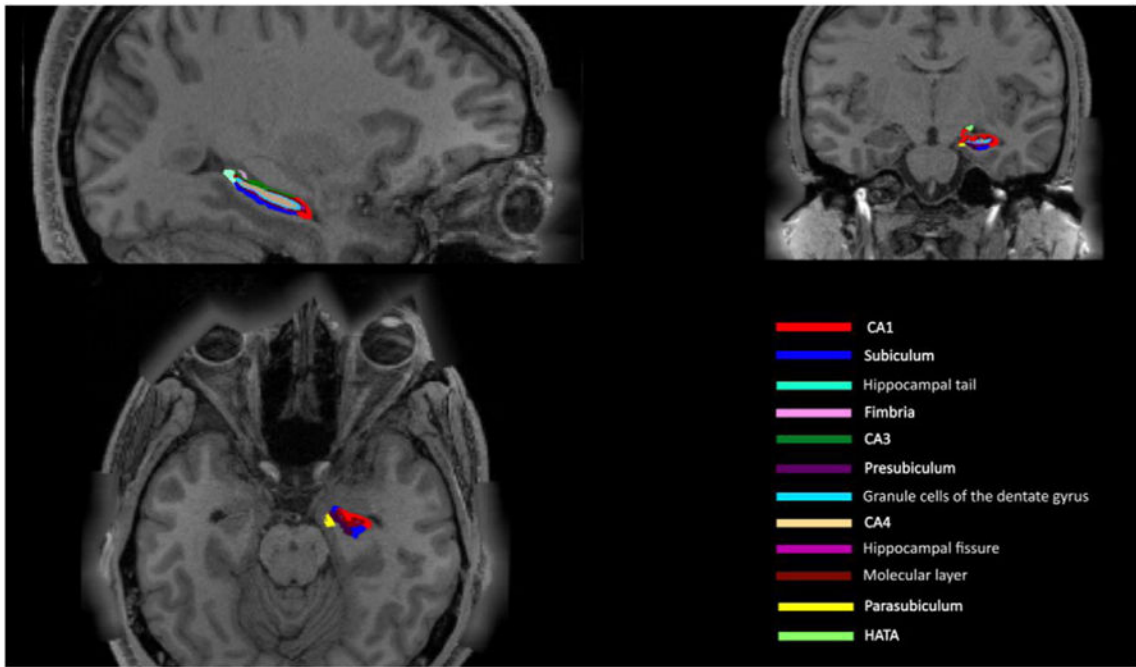 CA1
Subiculum
Hippocampal tail
Fimbria
CA3
Presubiculum
Granule cells of the dentate gyrus
CA4
Hippocampal fissure
Molecular layer
Parasubiculum
HATA